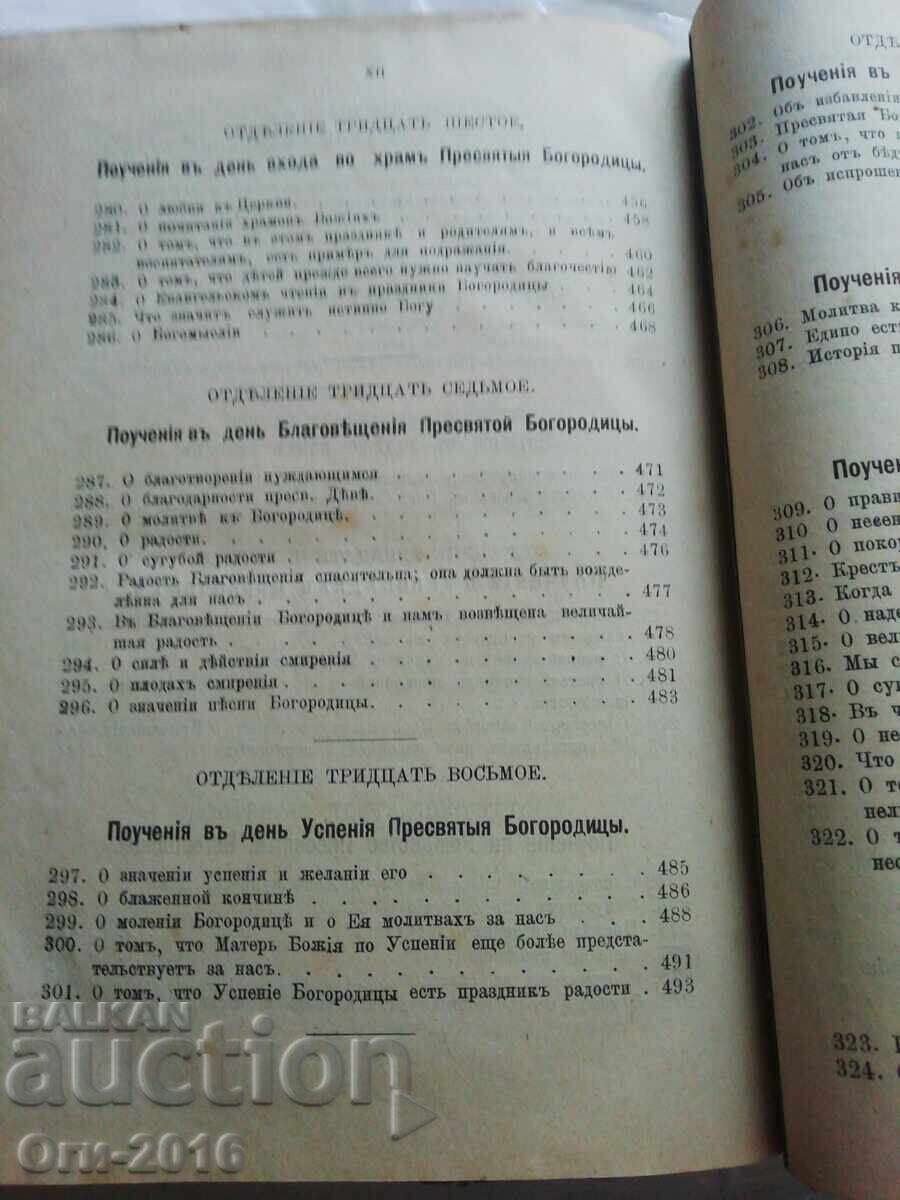 XII
ОТДѢЛЕНІЕ ТРИДЦАТЬ ШЕСТОЕ,
Поученія въ день входа во храмъ Пресвятыя Богородицы.
280. О любви къ Церкви. 456
281. О почитаніи храмовъ Божіихъ 458
282. О томъ, что въ этомъ праздникѣ и родителямъ, и всѣмъ
воспитателямъ, есть примѣръ для подражанія. 460
283. О томъ, что дѣтей прежде всего нужно научать благочестію 462
284. О Евангельскомъ чтеніи въ праздники Богородицы 464
285. Что значитъ служить истинно Богу 466
286. О Богомысліи 468
ОТДѢЛЕНІЕ ТРИДЦАТЬ СЕДЬМОЕ.
Поученія въ день Благовѣщенія Пресвятой Богородицы.
287. О благотвореніи нуждающимся 471
288. О благодарности пресв. Дѣвѣ. 472
289. О молитвѣ къ Богородицѣ. 473
290. О радости. 474
291. О сугубой радости 476
292. Радость Благовѣщенія спасительна; она должна быть вожде-
лѣнна для насъ 477
293. Въ Благовѣщеніи Богородицѣ и намъ возвѣщена величай-
шая радость 478
294. О силѣ и дѣйствіи смиренія 480
295. О плодахъ смиренія 481
296. О значеніи пѣсни Богородицы. 483
ОТДѢЛЕНІЕ ТРИДЦАТЬ ВОСЬМОЕ.
Поученія въ день Успенія Пресвятыя Богородицы.
297. О значеніи успенія и желаніи его 485
298. О блаженной кончинѣ 486
299. О моленіи Богородицѣ и о Ея молитвахъ за насъ 488
300. О томъ, что Матерь Божія по Успеніи еще болѣе предста-
тельствуетъ за насъ. 491
301. О томъ, что Успеніе Богородицы есть праздникъ радости . 493
ОТДѢ
Поученія въ
302. Объ избавленія
303. Пресвятая Бог
304. О томъ, что
насъ отъ бѣд
305. Объ испрошен
Поученія
306. Молитва к
307. Едино ест
308. Исторія п
Поучен
309. О прави
310 О несен
311. О покор
312. Крестъ
313. Когда
314. О наде
315. О вел
316. Мы с
317. О су
318. Въ ч
319. О не
320. Что
321. О то
нел
322. О т
нес
323.
324.
BALKAN
auction
Оги-2016